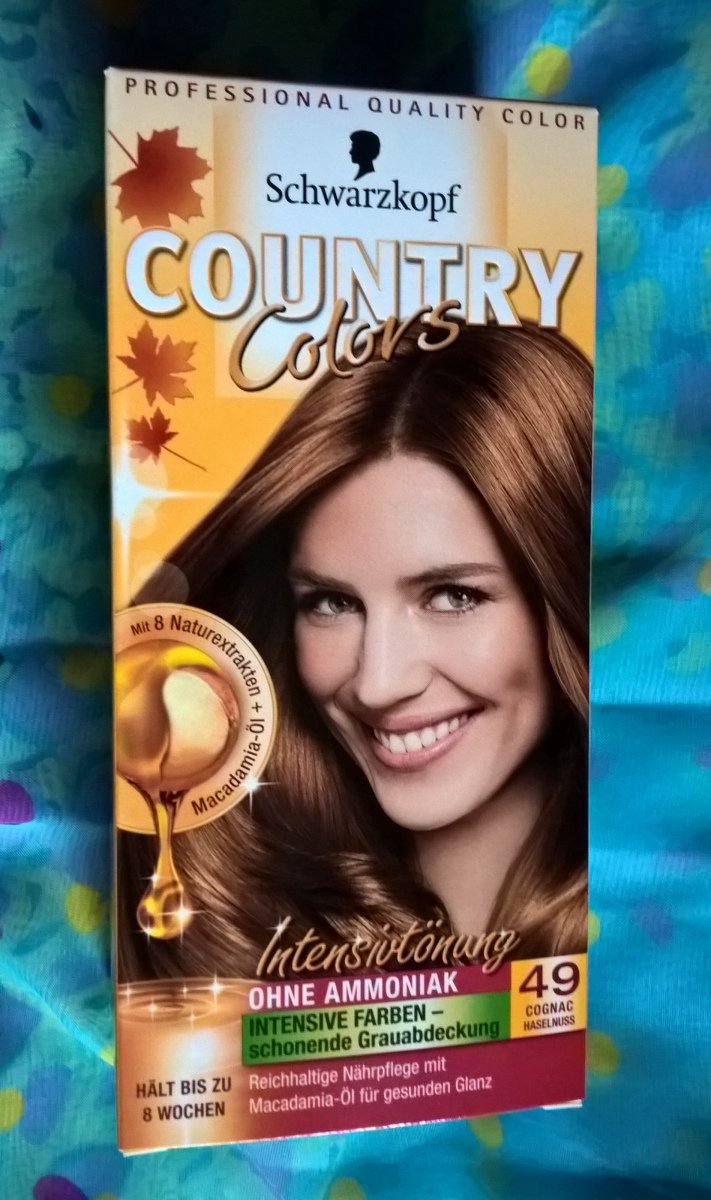 PROFESSIONAL QUALITY COLOR
Schwarzkopf
COUNTRY
Colors
Mit 8 Naturextrakten +
Macadamia-Öl
Intensivtönung
OHNE AMMONIAK
INTENSIVE FARBEN –
schonende Grauabdeckung
49
COGNAC
HASELNUSS
HÄLT BIS ZU
8 WOCHEN
Reichhaltige Nährpflege mit
Macadamia-Öl für gesunden Glanz